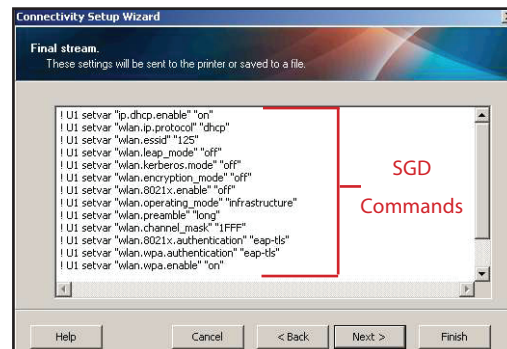 Connectivity Setup Wizard
Final stream.
These settings will be sent to the printer or saved to a file.
! U1 setvar "ip.dhcp.enable" "on"
! U1 setvar "wlan.ip.protocol" "dhcp"
! U1 setvar "wlan.essid" "125"
! U1 setvar "wlan.leap_mode" "off"
! U1 setvar "wlan.kerberos.mode" "off"
! U1 setvar "wlan.encryption_mode" "off"
! U1 setvar "wlan.8021x.enable" "off"
! U1 setvar "wlan.operating_mode" "infrastructure"
! U1 setvar "wlan.preamble" "long"
! U1 setvar "wlan.channel_mask" "1FFF"
! U1 setvar "wlan.8021x.authentication" "eap-tls"
! U1 setvar "wlan.wpa.authentication" "eap-tls"
! U1 setvar "wlan.wpa.enable" "on"
SGD
Commands
Help
Cancel
< Back
Next >
Finish